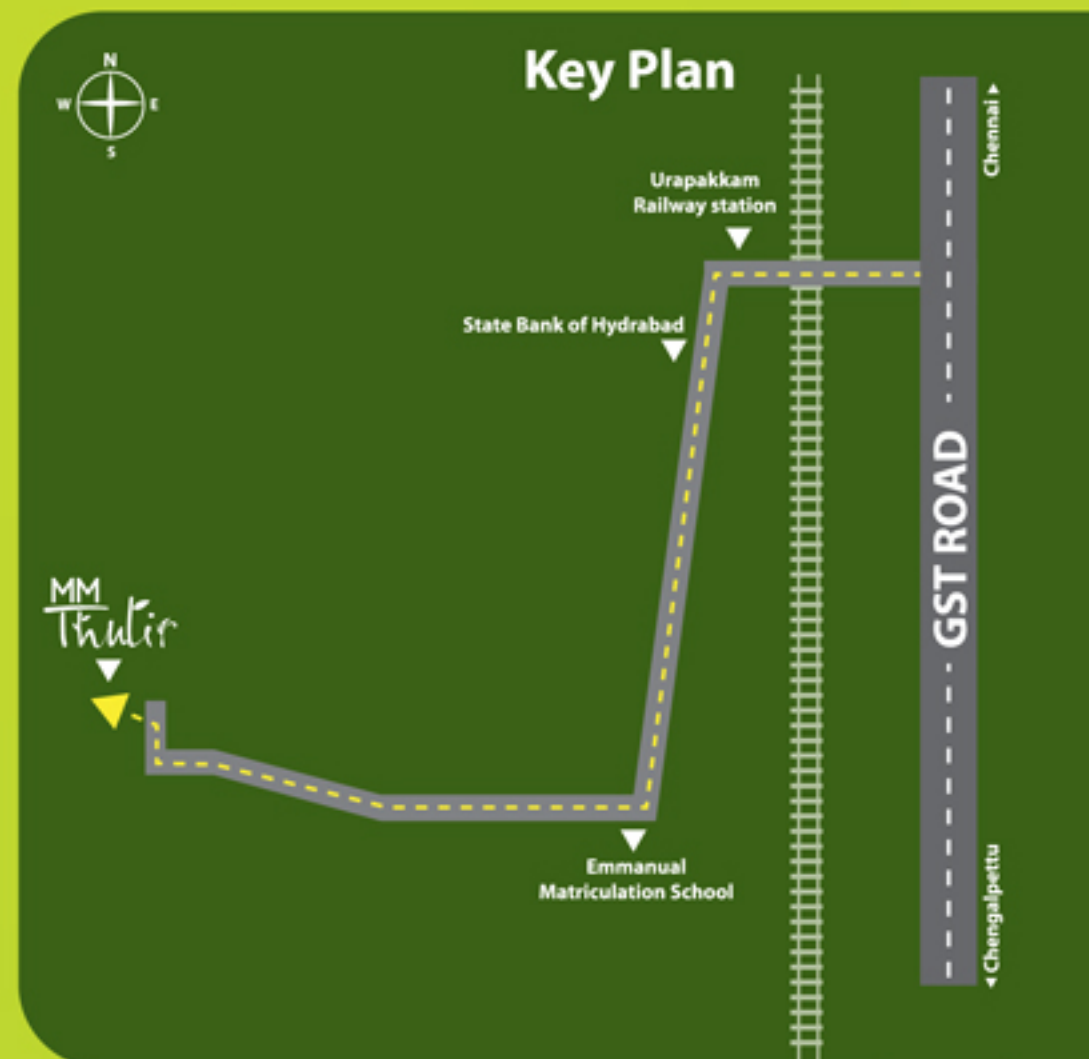 Key Plan
N
W E
S
Chennai
Urapakkam
Railway station
State Bank of Hydrabad
GST ROAD
MM
Thulir
Emmanual
Matriculation School
Chengalpettu